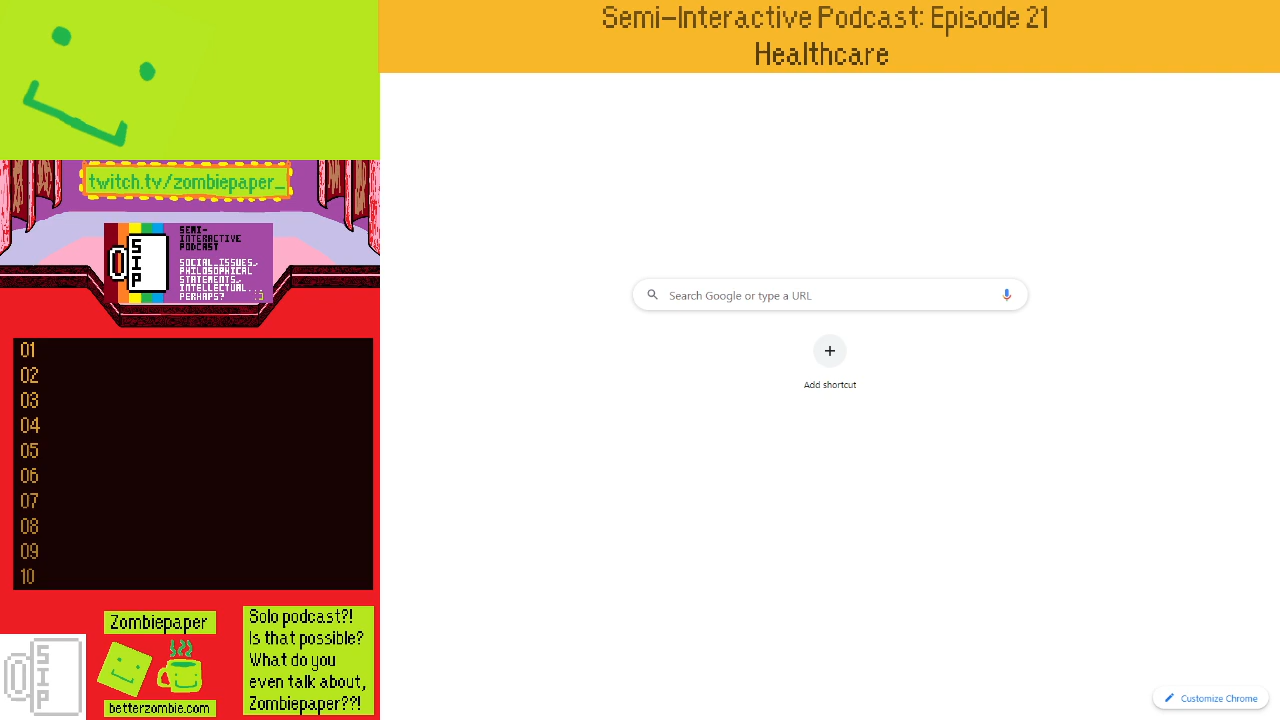 Semi-Interactive Podcast: Episode 21
Healthcare
twitch.tv/zombiepaper_
SEMI-
INTERACTIVE
PODCAST
SOCIAL ISSUES,
PHILOSOPHICAL
STATEMENTS,
INTELLECTUAL...
PERHAPS? :)
SIP
Search Google or type a URL
Add shortcut
01
02
03
04
05
06
07
08
09
10
Zombiepaper
betterzombie.com
SIP
Solo podcast?!
Is that possible?
What do you
even talk about,
Zombiepaper??!
Customize Chrome